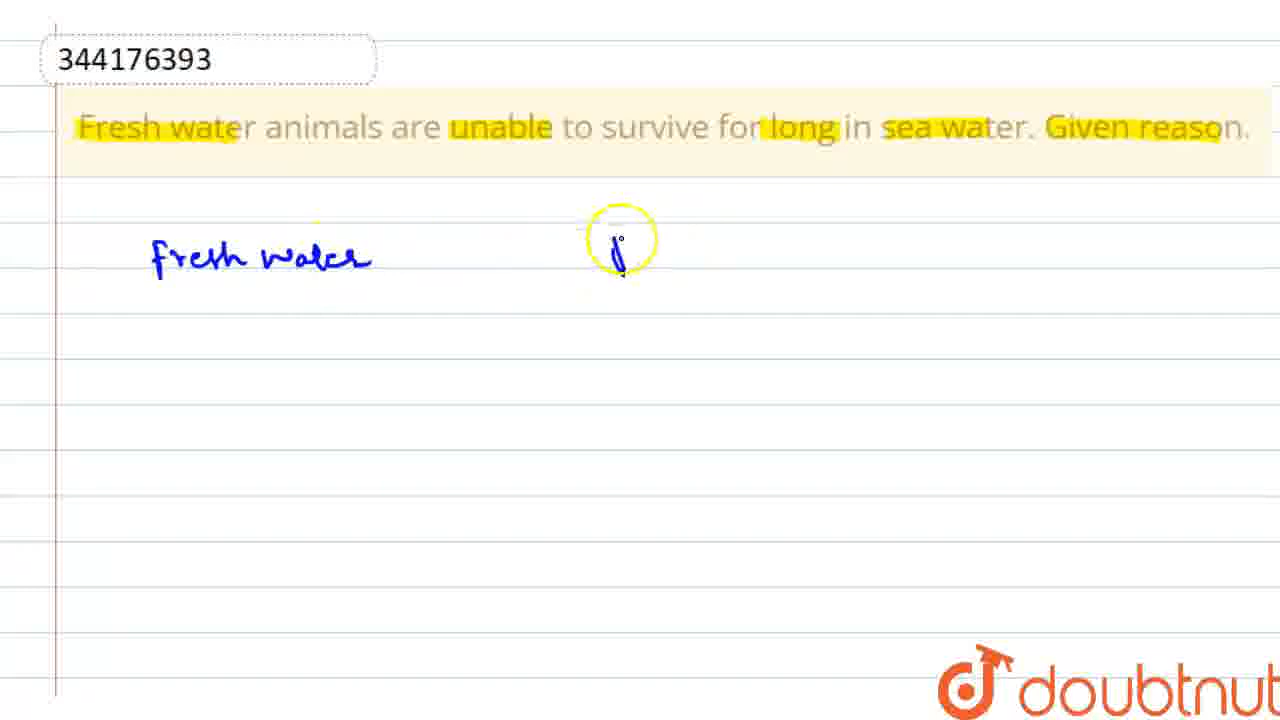 344176393
Fresh water animals are unable to survive for long in sea water. Given reason.
fresh water
doubtnut